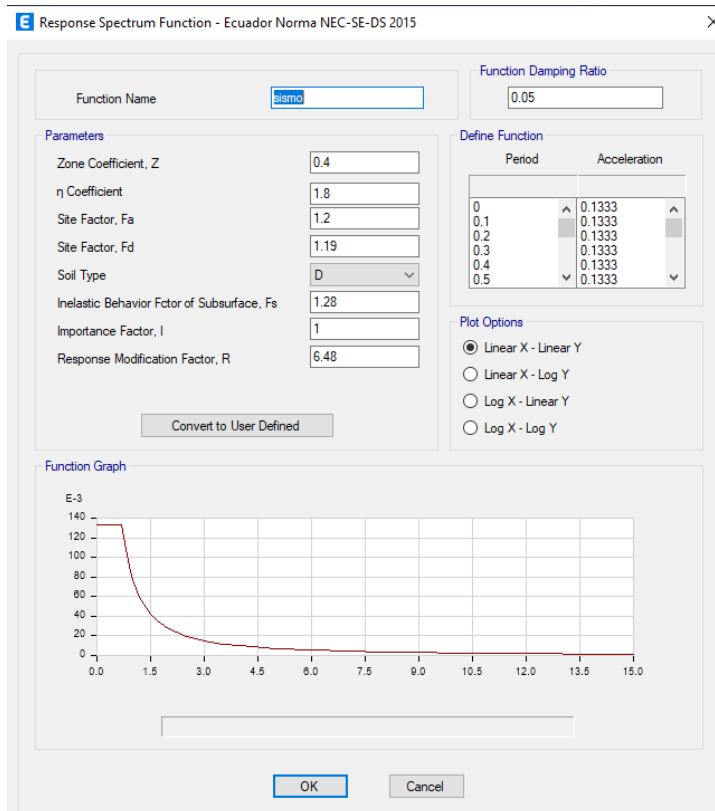 E Response Spectrum Function - Ecuador Norma NEC-SE-DS 2015
Function Name
sismo
Function Damping Ratio
0.05
Parameters
Zone Coefficient, Z 0.4
η Coefficient 1.8
Site Factor, Fa 1.2
Site Factor, Fd 1.19
Soil Type D
Inelastic Behavior Fctor of Subsurface, Fs 1.28
Importance Factor, I 1
Response Modification Factor, R 6.48
Convert to User Defined
Define Function
Period Acceleration
0 0.1333
0.1 0.1333
0.2 0.1333
0.3 0.1333
0.4 0.1333
0.5 0.1333
Plot Options
Linear X - Linear Y
Linear X - Log Y
Log X - Linear Y
Log X - Log Y
Function Graph
E-3
140
120
100
80
60
40
20
0
0.0 1.5 3.0 4.5 6.0 7.5 9.0 10.5 12.0 13.5 15.0
OK Cancel